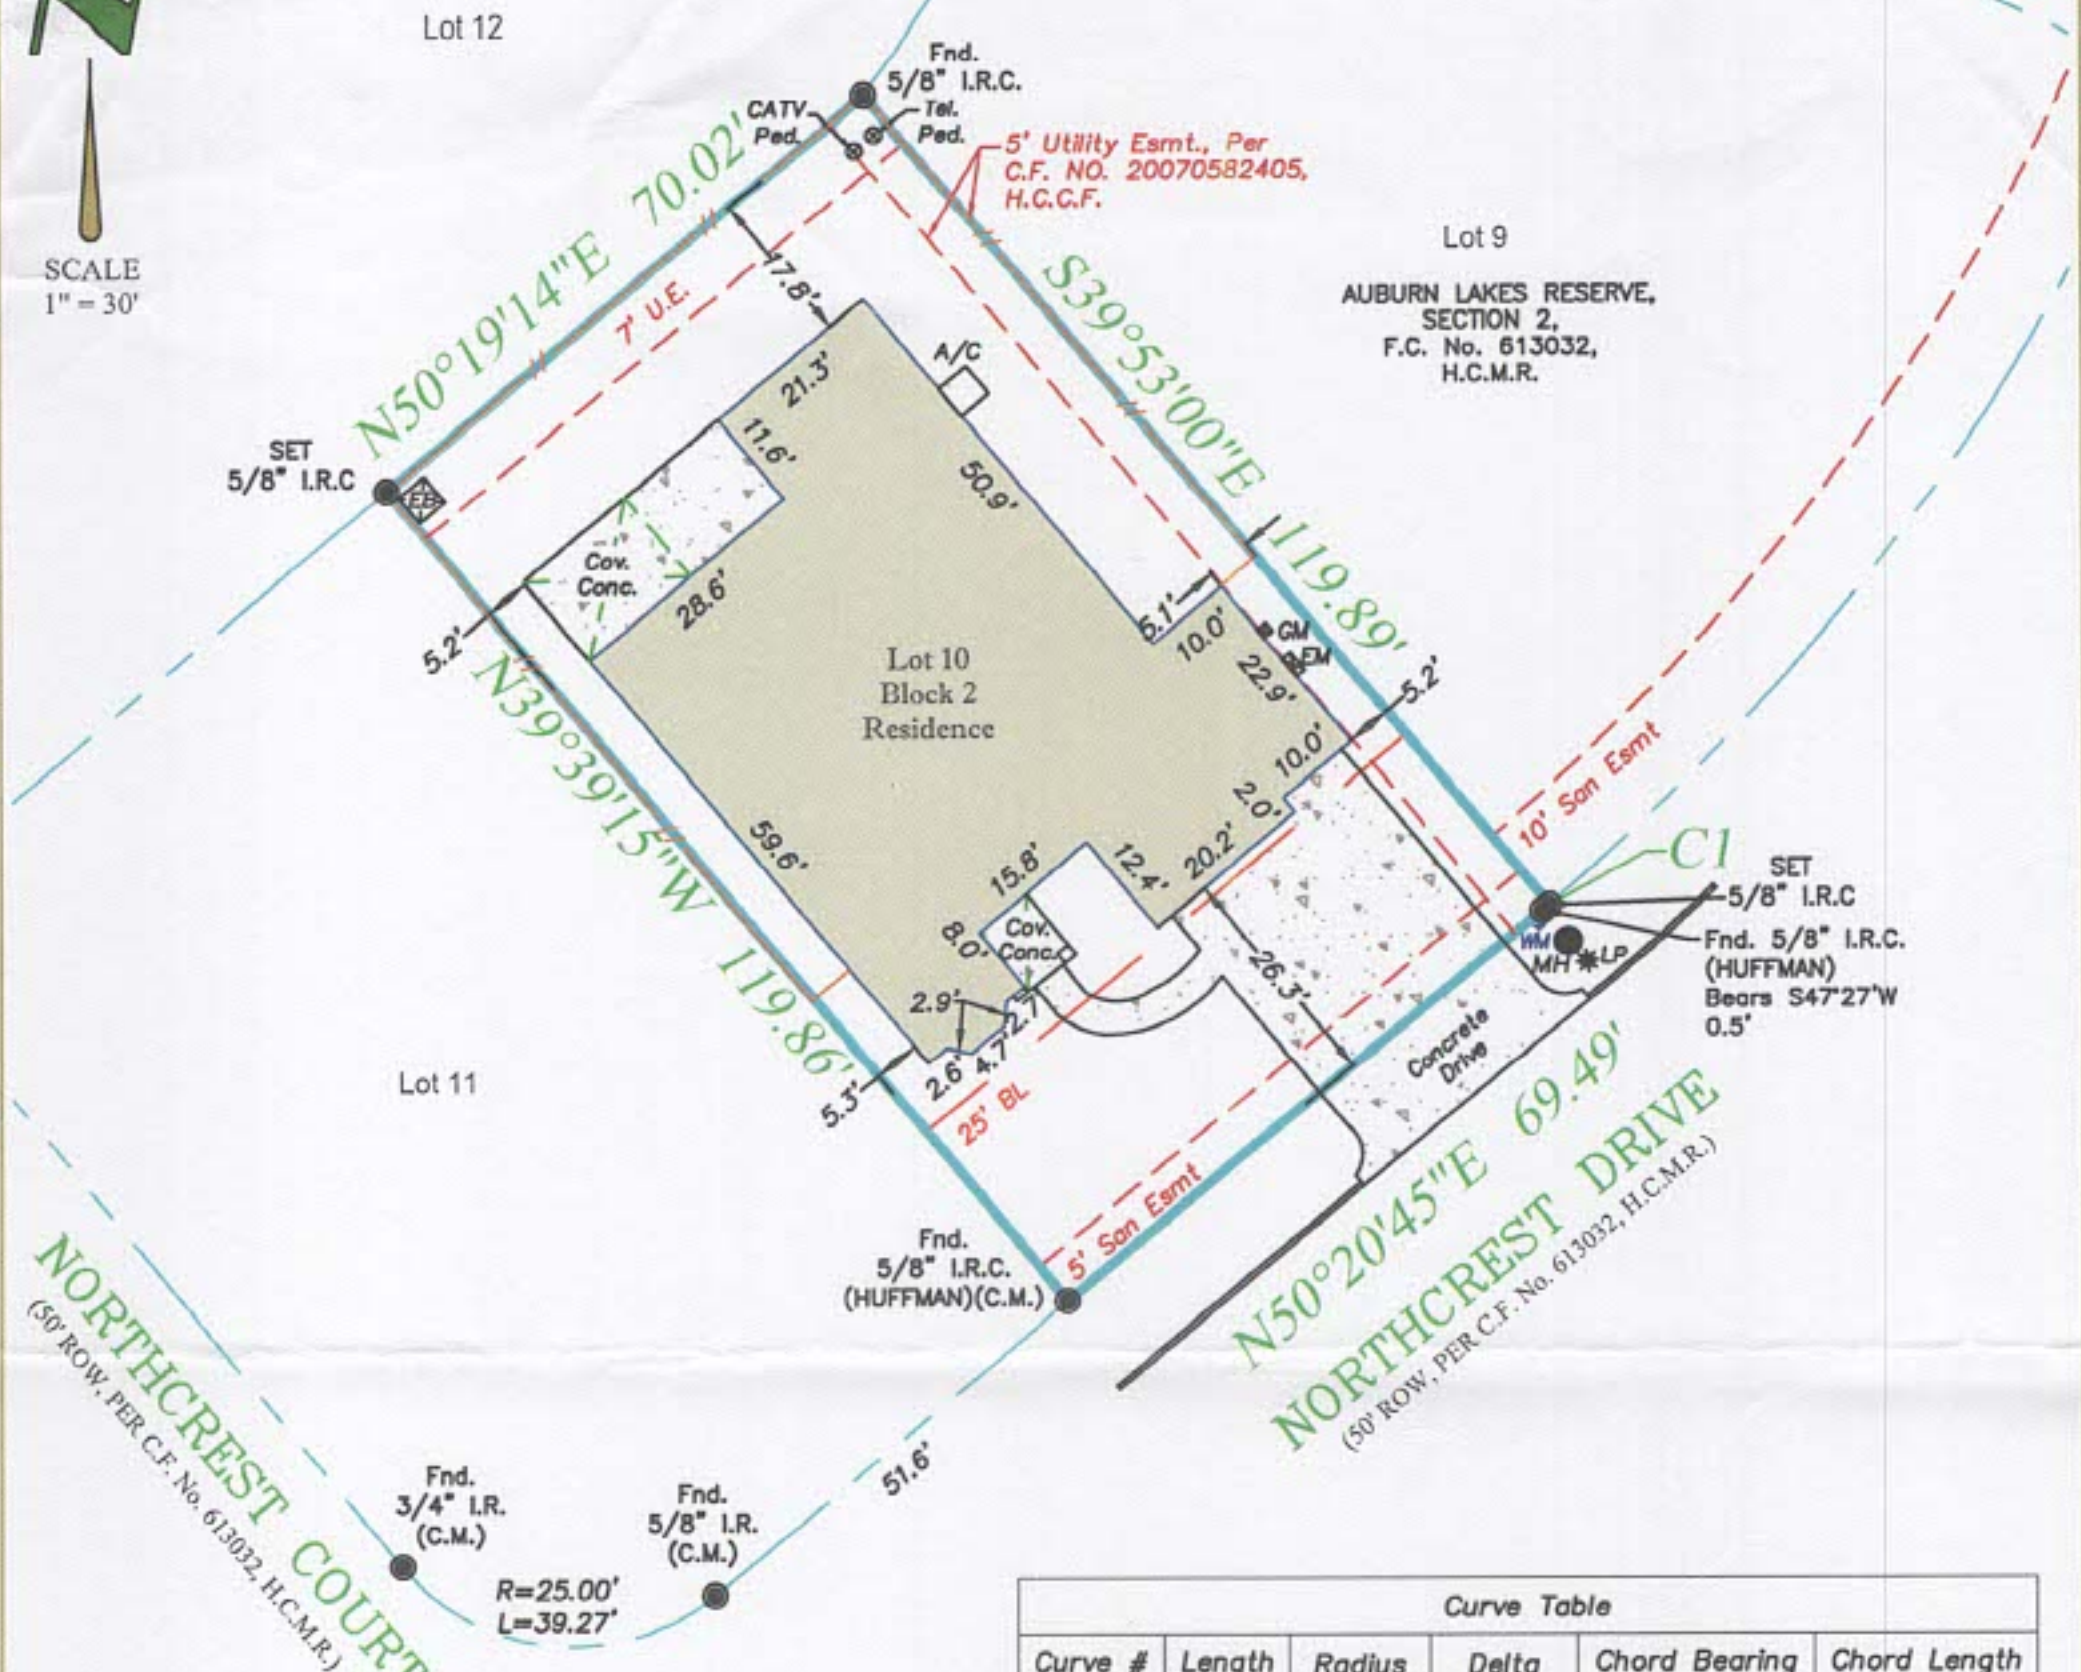 Lot 12
Fnd.
5/8" I.R.C.
CATV
Ped.
Tel.
Ped.
5' Utility Esmt., Per
C.F. NO. 20070582405,
H.C.C.F.
SCALE
1" = 30'
N50°19'14"E 70.02'
7' U.E.
17.8'
S39°53'00"E 119.89'
Lot 9
AUBURN LAKES RESERVE,
SECTION 2,
F.C. No. 613032,
H.C.M.R.
SET
5/8" I.R.C
EB
A/C
21.3'
11.6'
50.9'
Cov.
Conc.
28.6'
5.2'
N39°39'15"W 119.86'
Lot 10
Block 2
Residence
10.0'
GM
EM
22.9'
5.2'
10.0'
2.0'
20.2'
12.4'
15.8'
8.0'
Cov.
Conc.
59.6'
2.9'
2.7'
4.7'
2.6'
5.3'
25' BL
26.3'
10' San Esmt
C1
SET
5/8" I.R.C
Fnd. 5/8" I.R.C.
(HUFFMAN)
Bears S47°27'W
0.5'
WM
MH
LP
Concrete
Drive
Lot 11
Fnd.
5/8" I.R.C.
(HUFFMAN)(C.M.)
5' San Esmt
N50°20'45"E 69.49'
NORTHCREST DRIVE
(50' ROW, PER C.F. No. 613032, H.C.M.R.)
NORTHCREST COURT
(50' ROW, PER C.F. No. 613032, H.C.M.R.)
51.6'
Fnd.
3/4" I.R.
(C.M.)
Fnd.
5/8" I.R.
(C.M.)
R=25.00'
L=39.27'
Curve Table
Curve # Length Radius Delta Chord Bearing Chord Length